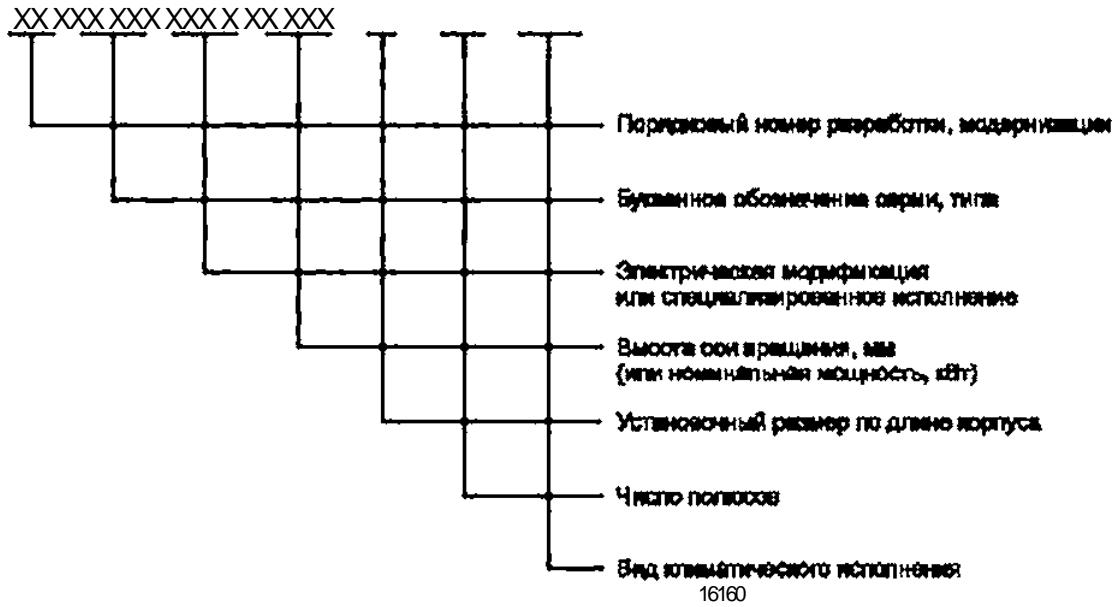 XX XXX XXX XXX X XX XXX
Порядковый номер разработки, модернизации
Буквенное обозначение серии, типа
Электрическая модификация
или специализированное исполнение
Высота оси вращения, мм
(или номинальная мощность, кВт)
Установочный размер по длине корпуса
Число полюсов
Вид климатического исполнения
16160